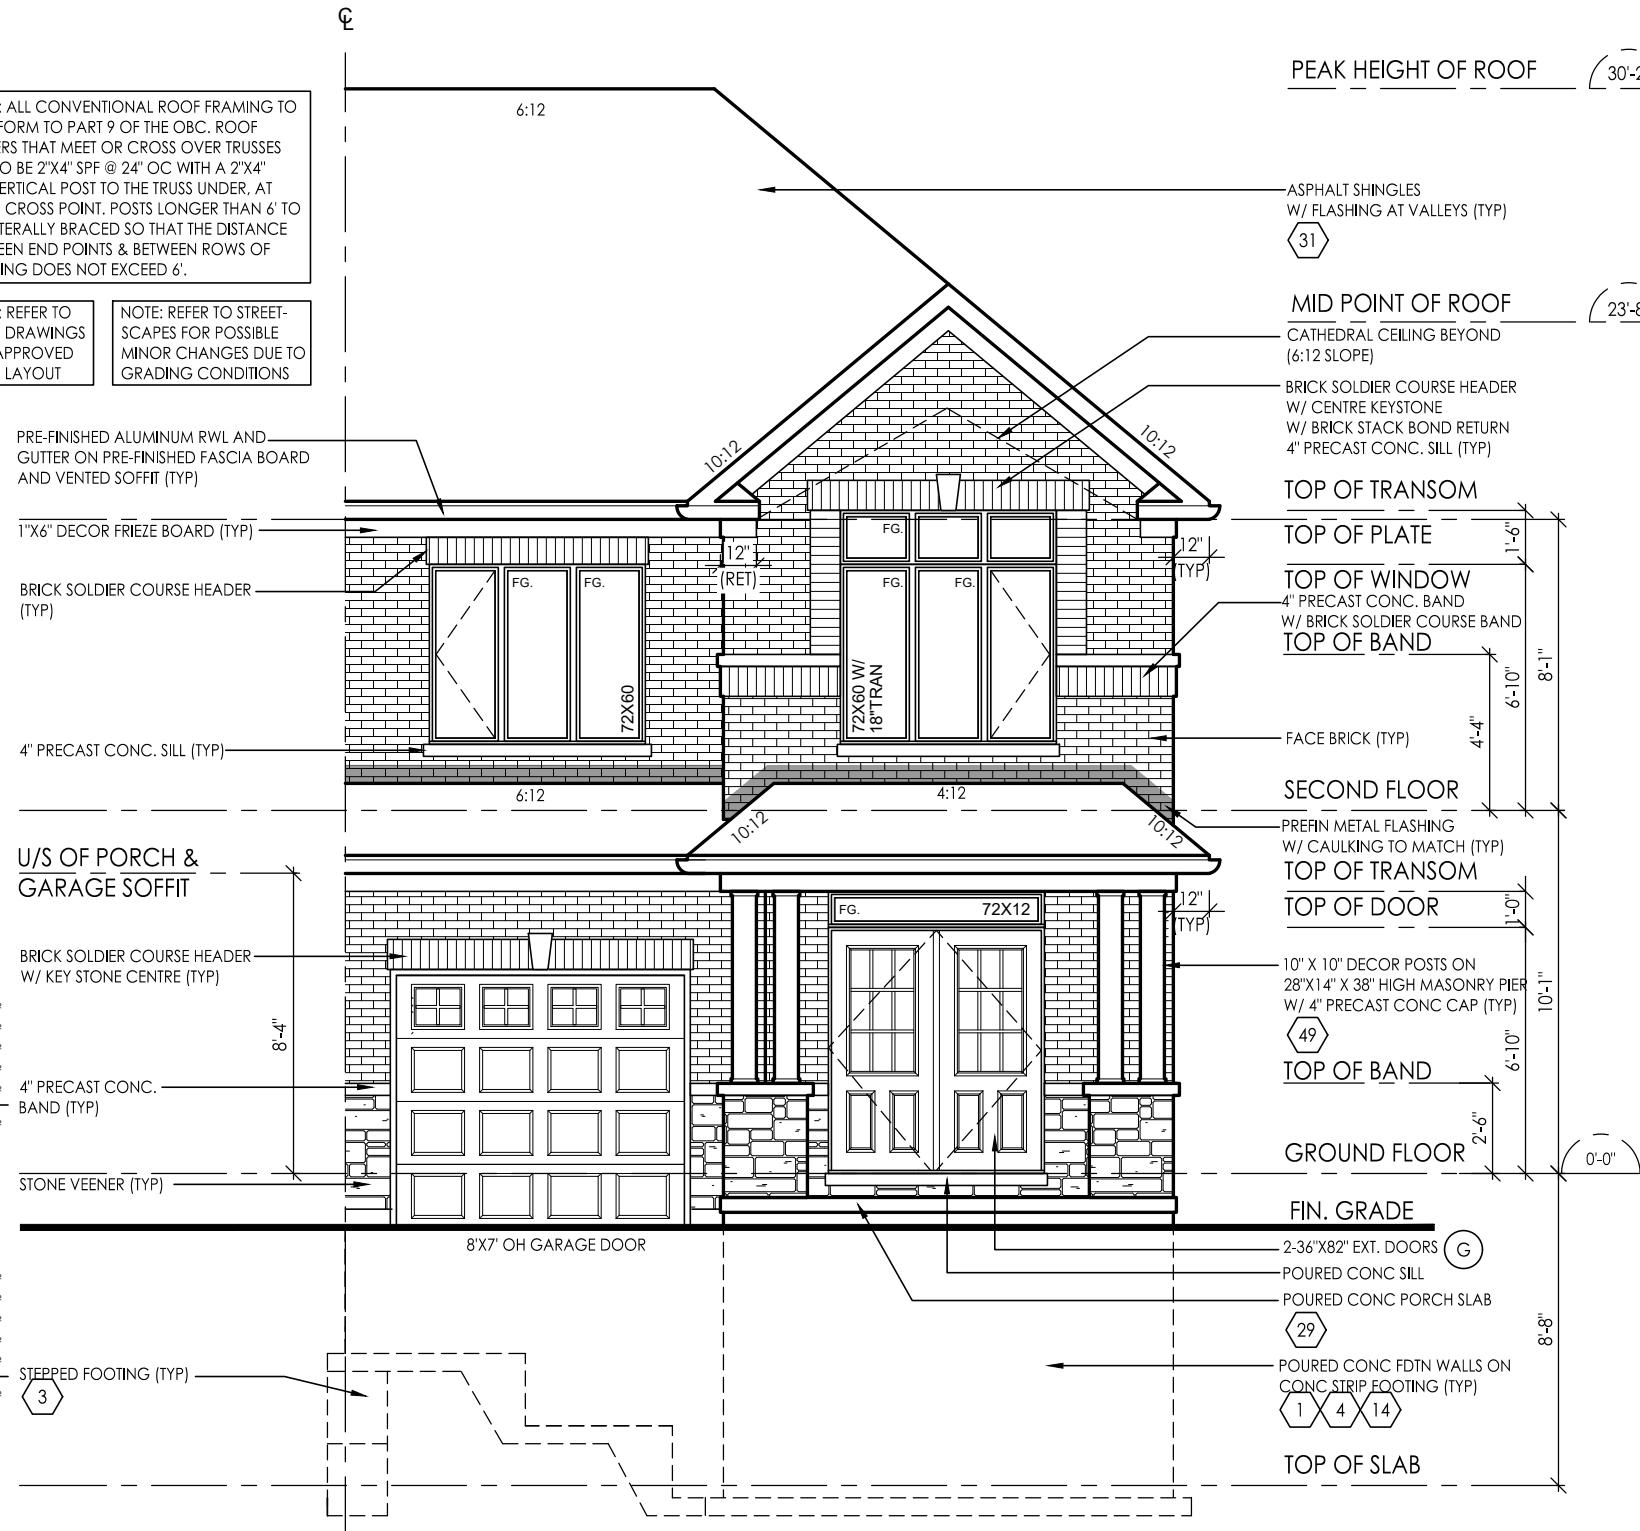 ℄
: ALL CONVENTIONAL ROOF FRAMING TO
FORM TO PART 9 OF THE OBC. ROOF
ERS THAT MEET OR CROSS OVER TRUSSES
O BE 2"X4" SPF @ 24" OC WITH A 2"X4"
ERTICAL POST TO THE TRUSS UNDER, AT
CROSS POINT. POSTS LONGER THAN 6' TO
TERALLY BRACED SO THAT THE DISTANCE
EEN END POINTS & BETWEEN ROWS OF
ING DOES NOT EXCEED 6'.
: REFER TO
DRAWINGS
APPROVED
LAYOUT
NOTE: REFER TO STREET-
SCAPES FOR POSSIBLE
MINOR CHANGES DUE TO
GRADING CONDITIONS
PRE-FINISHED ALUMINUM RWL AND
GUTTER ON PRE-FINISHED FASCIA BOARD
AND VENTED SOFFIT (TYP)
1"X6" DECOR FRIEZE BOARD (TYP)
BRICK SOLDIER COURSE HEADER
(TYP)
4" PRECAST CONC. SILL (TYP)
U/S OF PORCH &
GARAGE SOFFIT
BRICK SOLDIER COURSE HEADER
W/ KEY STONE CENTRE (TYP)
8'-4"
4" PRECAST CONC.
BAND (TYP)
STONE VEENER (TYP)
STEPPED FOOTING (TYP)
3
6:12
10:12
10:12
12"
(RET)
12"
(TYP)
FG.
FG.
72X60
FG.
FG.
FG.
72X60 W/
18"TRAN
6:12
4:12
10:12
10:12
FG.
72X12
12"
(TYP)
8'X7' OH GARAGE DOOR
PEAK HEIGHT OF ROOF
30'-2
ASPHALT SHINGLES
W/ FLASHING AT VALLEYS (TYP)
31
MID POINT OF ROOF
23'-8
CATHEDRAL CEILING BEYOND
(6:12 SLOPE)
BRICK SOLDIER COURSE HEADER
W/ CENTRE KEYSTONE
W/ BRICK STACK BOND RETURN
4" PRECAST CONC. SILL (TYP)
TOP OF TRANSOM
TOP OF PLATE
1'-6"
TOP OF WINDOW
4" PRECAST CONC. BAND
W/ BRICK SOLDIER COURSE BAND
TOP OF BAND
8'-1"
6'-10"
4'-4"
FACE BRICK (TYP)
SECOND FLOOR
PREFIN METAL FLASHING
W/ CAULKING TO MATCH (TYP)
TOP OF TRANSOM
TOP OF DOOR
1'-0"
10" X 10" DECOR POSTS ON
28"X14" X 38" HIGH MASONRY PIER
W/ 4" PRECAST CONC CAP (TYP)
49
10'-1"
6'-10"
TOP OF BAND
2'-6"
GROUND FLOOR
0'-0"
FIN. GRADE
2-36"X82" EXT. DOORS
G
POURED CONC SILL
POURED CONC PORCH SLAB
29
8'-8"
POURED CONC FDTN WALLS ON
CONC STRIP FOOTING (TYP)
1 4 14
TOP OF SLAB